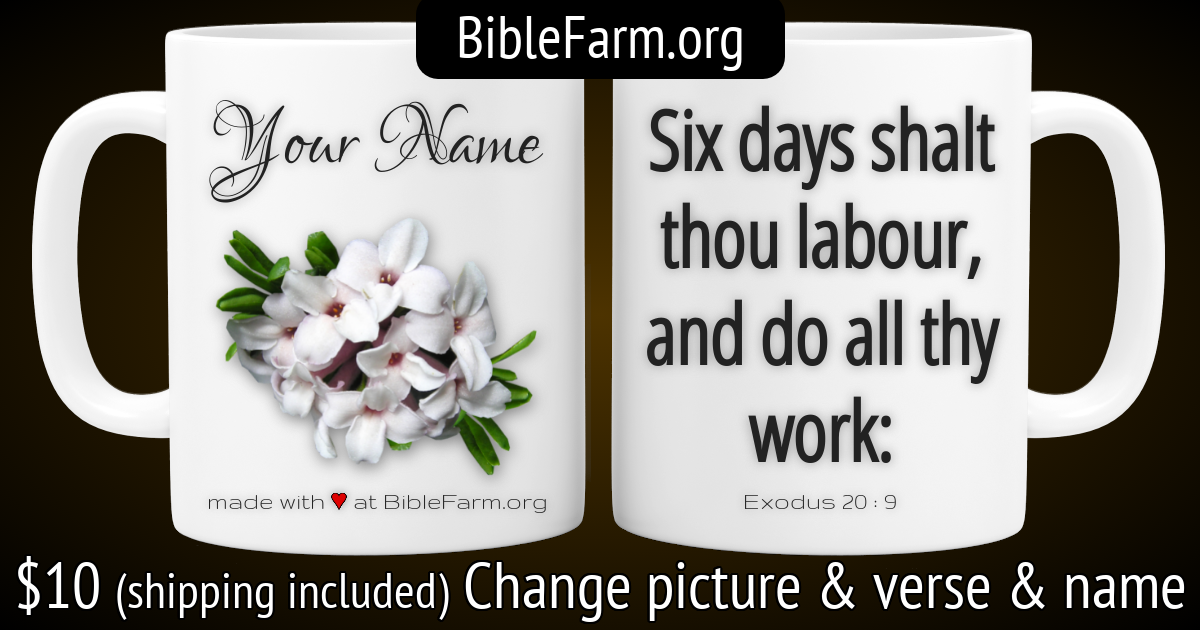 BibleFarm.org
Your Name
made with ♥ at BibleFarm.org
Six days shalt
thou labour,
and do all thy
work:
Exodus 20 : 9
$10 (shipping included) Change picture & verse & name